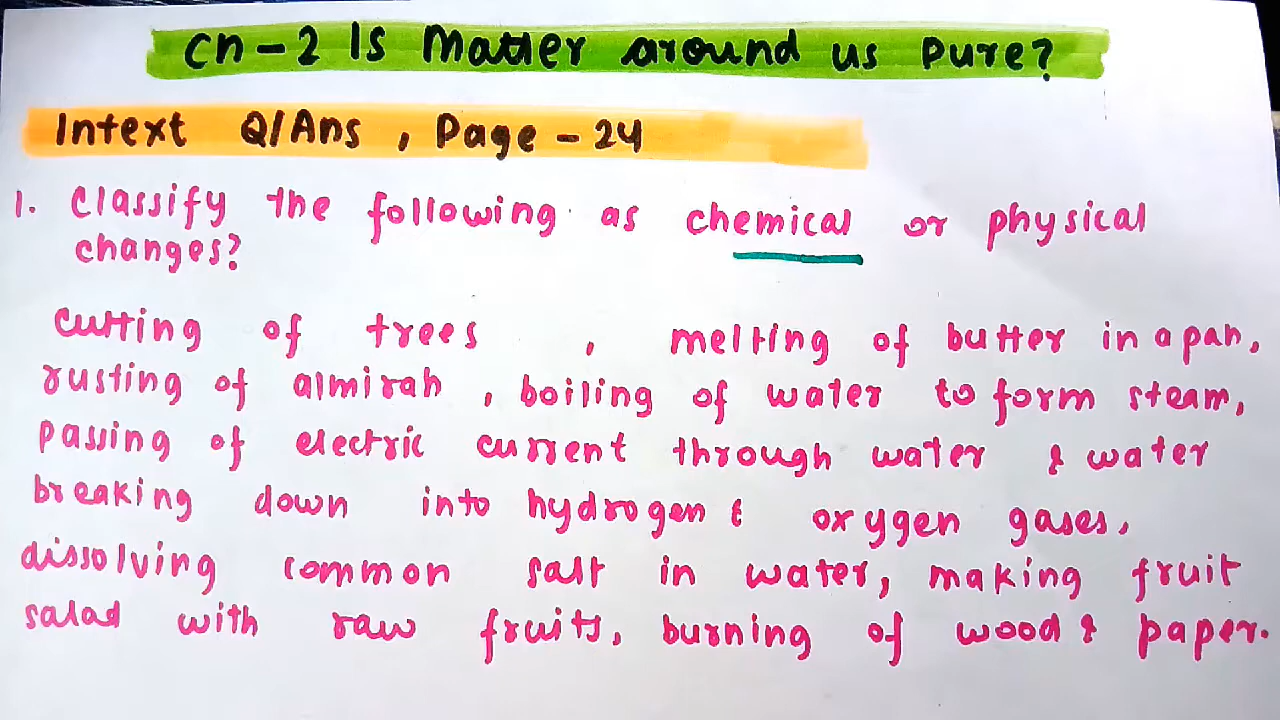 Ch-2 Is Matter around us Pure?
Intext Q/Ans, Page-24
1. Classify the following as chemical or physical
changes?
Cutting of trees, melting of butter in a pan,
rusting of almirah, boiling of water to form steam,
passing of electric current through water & water
breaking down into hydrogen & oxygen gases,
dissolving common salt in water, making fruit
salad with raw fruits, burning of wood & paper.